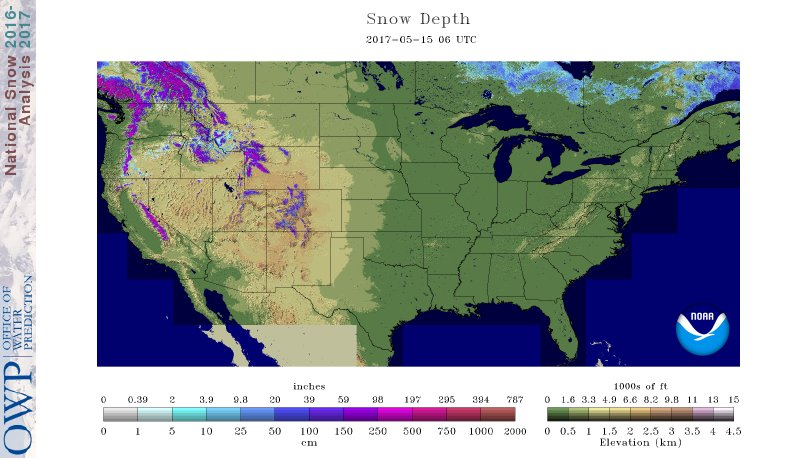 National Snow 2016-
Analysis 2017
OWP
OFFICE OF
WATER
PREDICTION
Snow Depth
2017-05-15 06 UTC
NOAA
inches
0 0.39 2 3.9 9.8 20 39 59 98 197 295 394 787
0 1 5 10 25 50 100 150 250 500 750 1000 2000
cm
1000s of ft
0 1.6 3.3 4.9 6.6 8.2 9.8 11 13 15
0 0.5 1 1.5 2 2.5 3 3.5 4 4.5
Elevation (km)